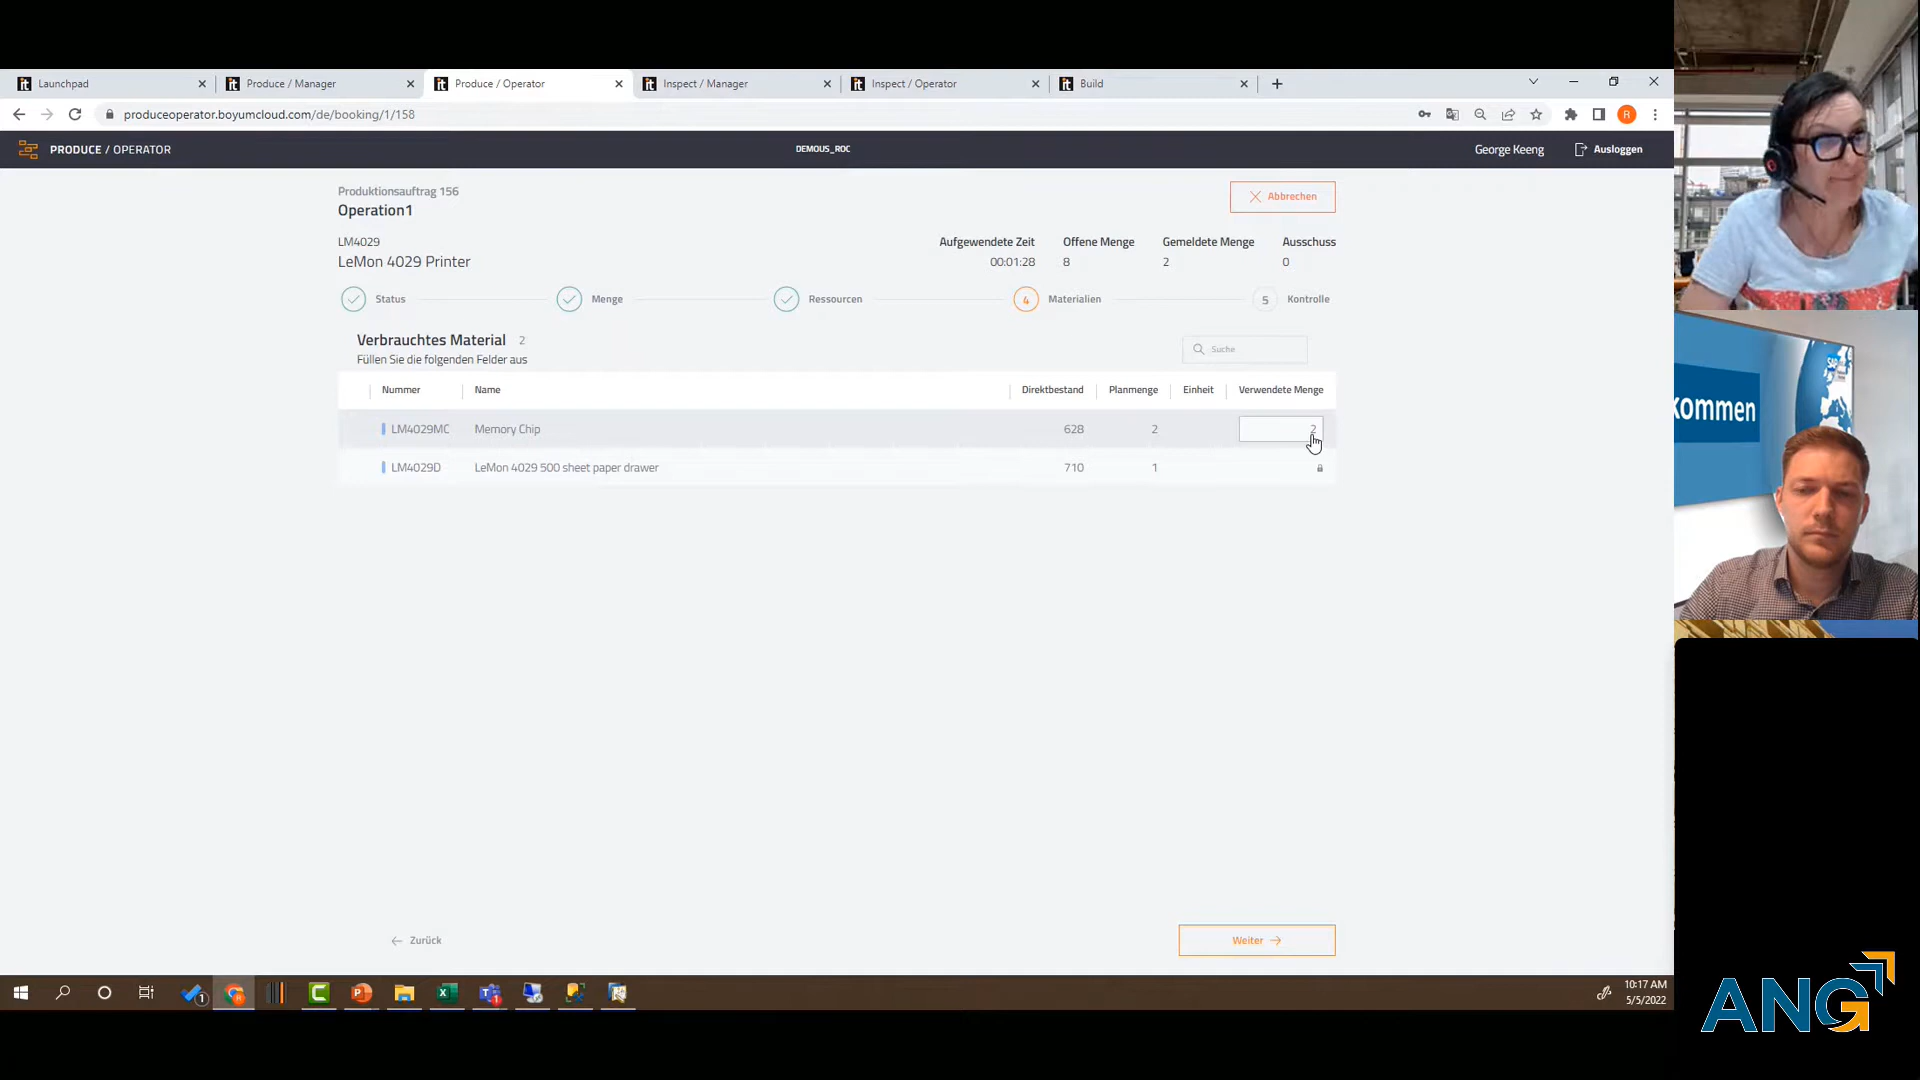 Launchpad
Produce / Manager
Produce / Operator
Inspect / Manager
Inspect / Operator
Build
produceoperator.boyumcloud.com/de/booking/1/158
R
PRODUCE / OPERATOR
DEMOUS_ROC
George Keeng
Ausloggen
Produktionsauftrag 156
Operation1
Abbrechen
LM4029
LeMon 4029 Printer
Aufgewendete Zeit
Offene Menge
Gemeldete Menge
Ausschuss
00:01:28
8
2
0
Status
Menge
Ressourcen
4 Materialien
5 Kontrolle
Verbrauchtes Material 2
Füllen Sie die folgenden Felder aus
Suche
Nummer
Name
Direktbestand
Planmenge
Einheit
Verwendete Menge
LM4029MC
Memory Chip
628
2
2
LM4029D
LeMon 4029 500 sheet paper drawer
710
1
Zurück
Weiter
10:17 AM
5/5/2022
kommen
SAP
ANG